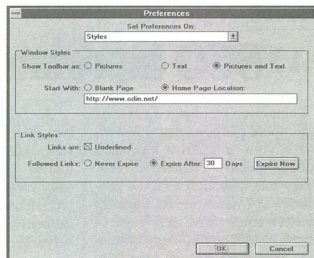 Preferences
Set Preferences On:
Styles
Window Styles
Show Toolbar as: Pictures Text Pictures and Text
Start With: Blank Page Home Page Location:
http://www.odin.net/
Link Styles
Links are: Underlined
Followed Links: Never Expire Expire After: 30 Days Expire Now
OK Cancel